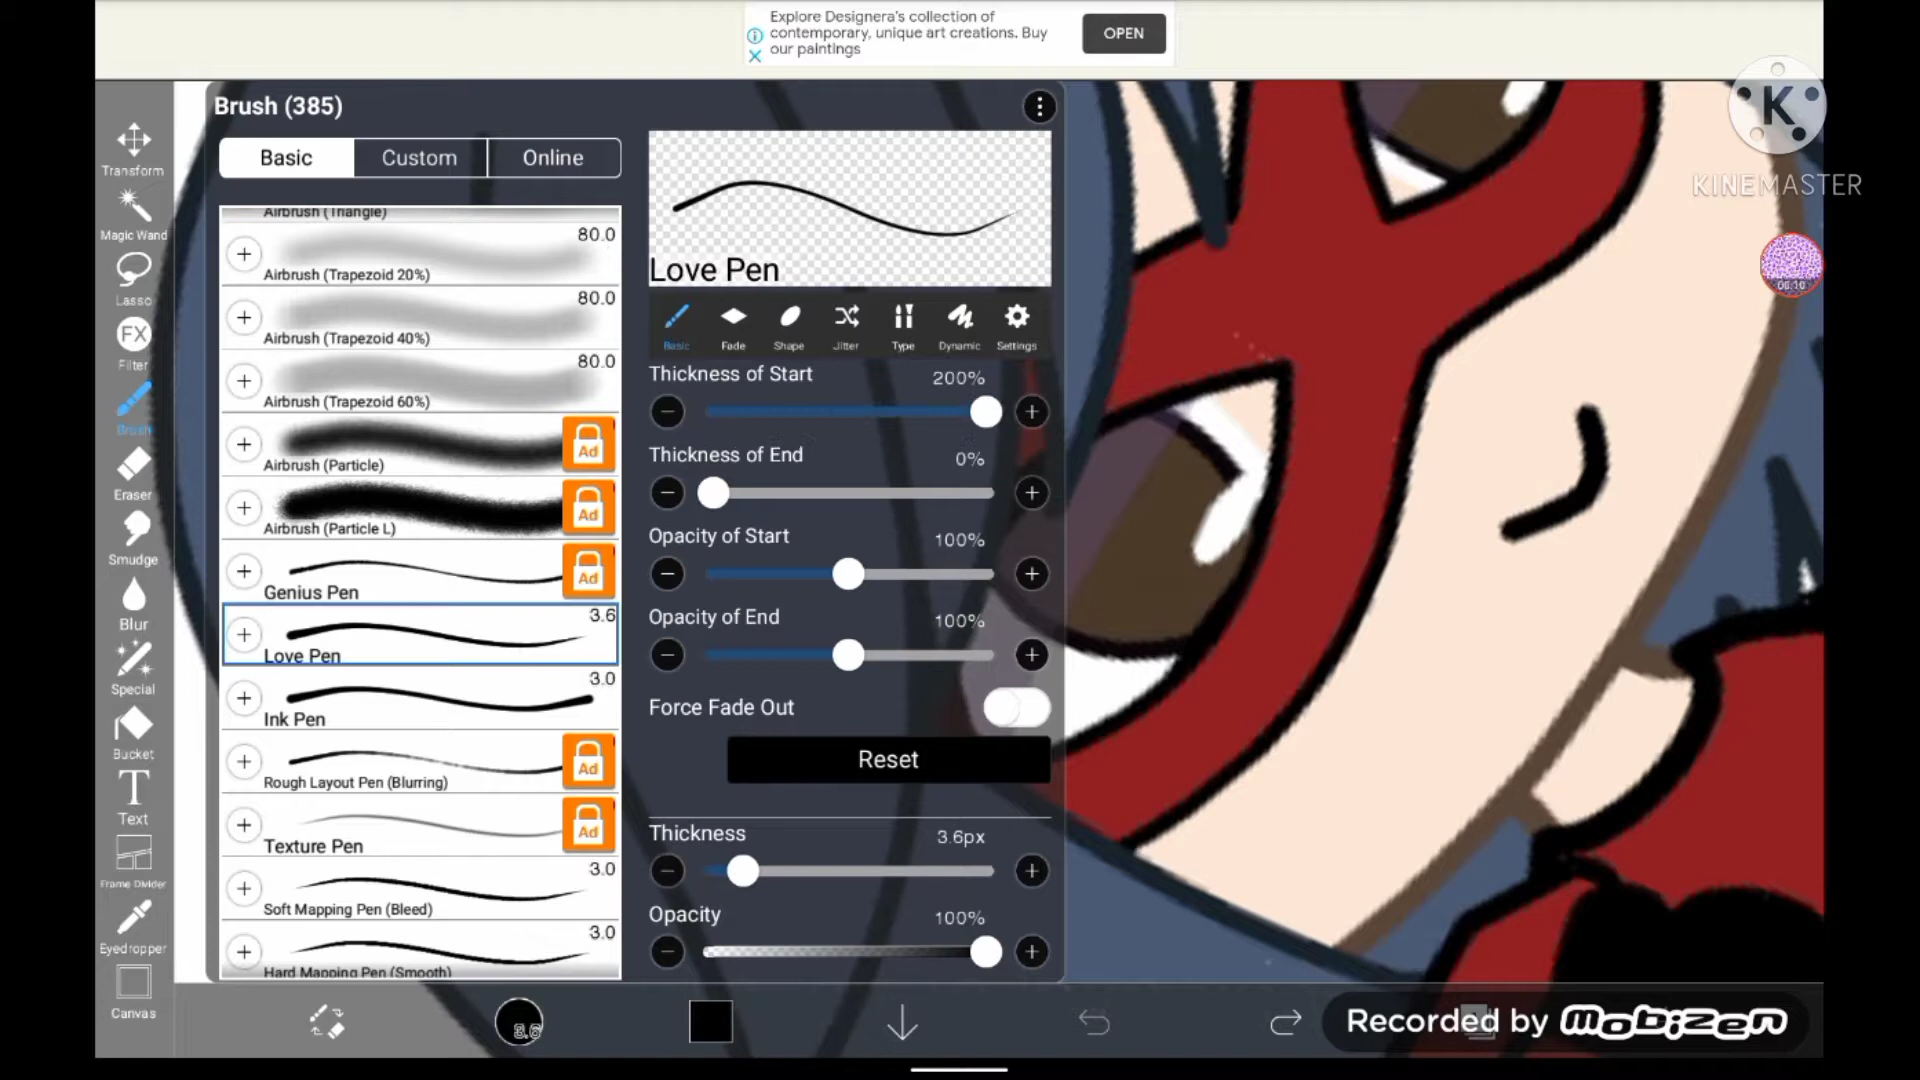 Explore Designera's collection of
contemporary, unique art creations. Buy
our paintings
OPEN
K
KINEMASTER
00:10
Transform
Magic Wand
Lasso
FX
Filter
Brush
Eraser
Smudge
Blur
Special
Bucket
T
Text
Frame Divider
Eyedropper
Canvas
Brush (385)
Basic
Custom
Online
Airbrush (Triangle)
80.0
Airbrush (Trapezoid 20%)
80.0
Airbrush (Trapezoid 40%)
80.0
Airbrush (Trapezoid 60%)
Ad
Airbrush (Particle)
Ad
Airbrush (Particle L)
Ad
Genius Pen
3.6
Love Pen
3.0
Ink Pen
Ad
Rough Layout Pen (Blurring)
Ad
Texture Pen
3.0
Soft Mapping Pen (Bleed)
3.0
Hard Mapping Pen (Smooth)
Love Pen
Basic
Fade
Shape
Jitter
Type
Dynamic
Settings
Thickness of Start
200%
Thickness of End
0%
Opacity of Start
100%
Opacity of End
100%
Force Fade Out
Reset
Thickness
3.6px
Opacity
100%
3.6
Recorded by mobizen